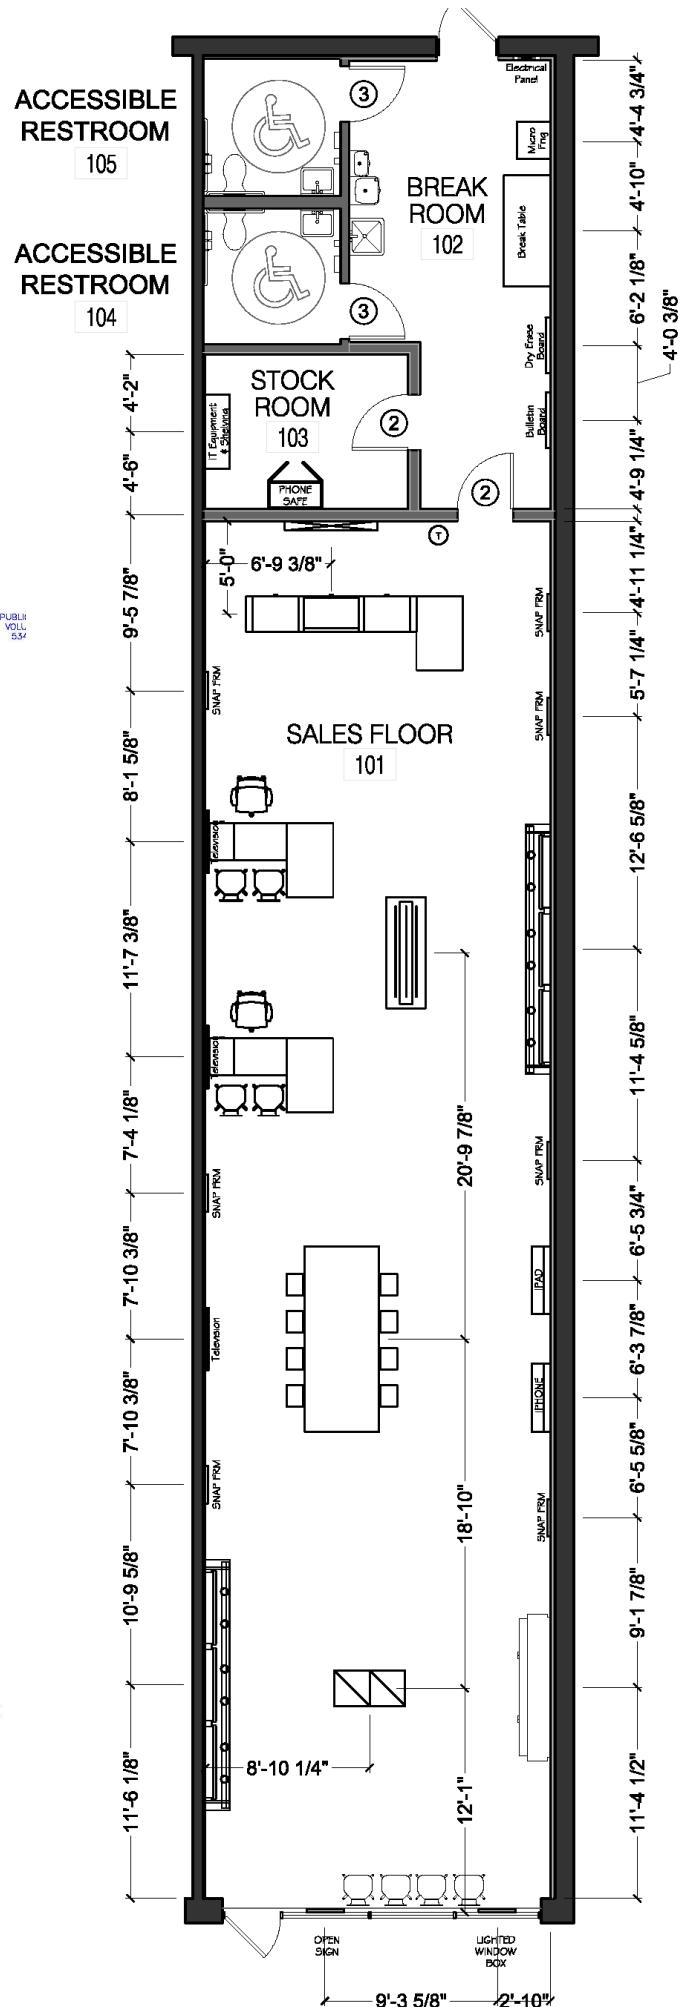 Electrical
Panel
ACCESSIBLE
RESTROOM
105
3
4'-4 3/4"
Micro
Frig
4'-10"
BREAK
ROOM
102
Break Table
ACCESSIBLE
RESTROOM
104
6'-2 1/8"
3
4'-0 3/8"
Dry Erase
Board
STOCK
ROOM
103
4'-2"
IT Equipment
& Shelving
2
Bulletin
Board
4'-6"
4'-9 1/4"
PHONE
SAFE
2
T
5'-0"
6'-9 3/8"
4'-11 1/4"
9'-5 7/8"
SNAP FRM
PUBLI
VOLU
534
5'-7 1/4"
SNAP FRM
SNAP FRM
SALES FLOOR
101
8'-1 5/8"
12'-6 5/8"
Television
11'-7 3/8"
Television
11'-4 5/8"
20'-9 7/8"
7'-4 1/8"
SNAP FRM
SNAP FRM
6'-5 3/4"
7'-10 3/8"
IPAD
Television
6'-3 7/8"
IPHONE
7'-10 3/8"
6'-5 5/8"
SNAP FRM
18'-10"
SNAP FRM
10'-9 5/8"
9'-1 7/8"
8'-10 1/4"
11'-6 1/8"
12'-1"
11'-4 1/2"
OPEN
SIGN
LIGHTED
WINDOW
BOX
9'-3 5/8"
2'-10"